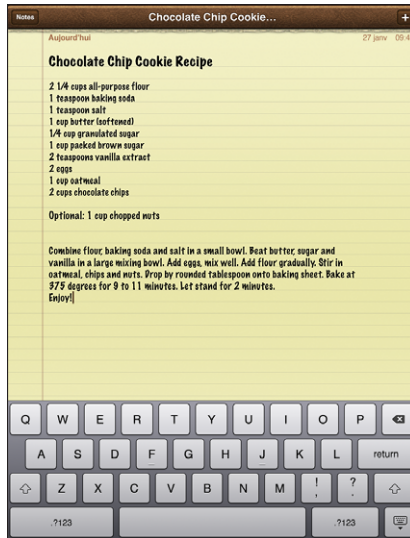 Notes
Chocolate Chip Cookie...
+
Aujourd'hui
27 janv 09:4
Chocolate Chip Cookie Recipe
2 1/4 cups all-purpose flour
1 teaspoon baking soda
1 teaspoon salt
1 cup butter (softened)
1/4 cup granulated sugar
1 cup packed brown sugar
2 teaspoons vanilla extract
2 eggs
1 cup oatmeal
2 cups chocolate chips
Optional: 1 cup chopped nuts
Combine flour, baking soda and salt in a small bowl. Beat butter, sugar and
vanilla in a large mixing bowl. Add eggs, mix well. Add flour gradually. Stir in
oatmeal, chips and nuts. Drop by rounded tablespoon onto baking sheet. Bake at
375 degrees for 9 to 11 minutes. Let stand for 2 minutes.
Enjoy!
Q W E R T Y U I O P
A S D F G H J K L return
Z X C V B N M ! , ? .
.?123 .?123